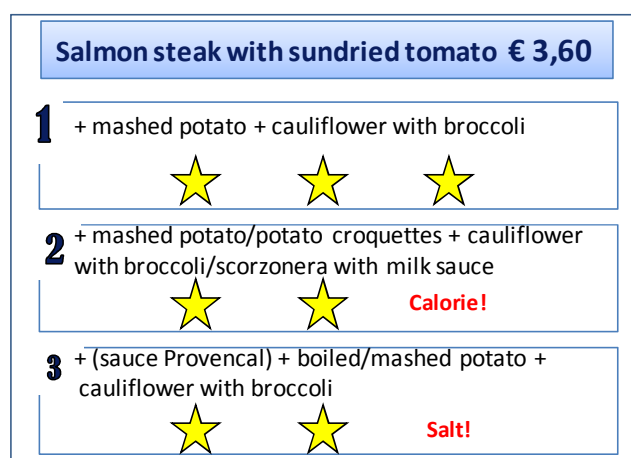 Salmon steak with sundried tomato € 3,60
1 + mashed potato + cauliflower with broccoli
2 + mashed potato/potato croquettes + cauliflower
with broccoli/scorzonera with milk sauce
Calorie!
3 + (sauce Provencal) + boiled/mashed potato +
cauliflower with broccoli
Salt!